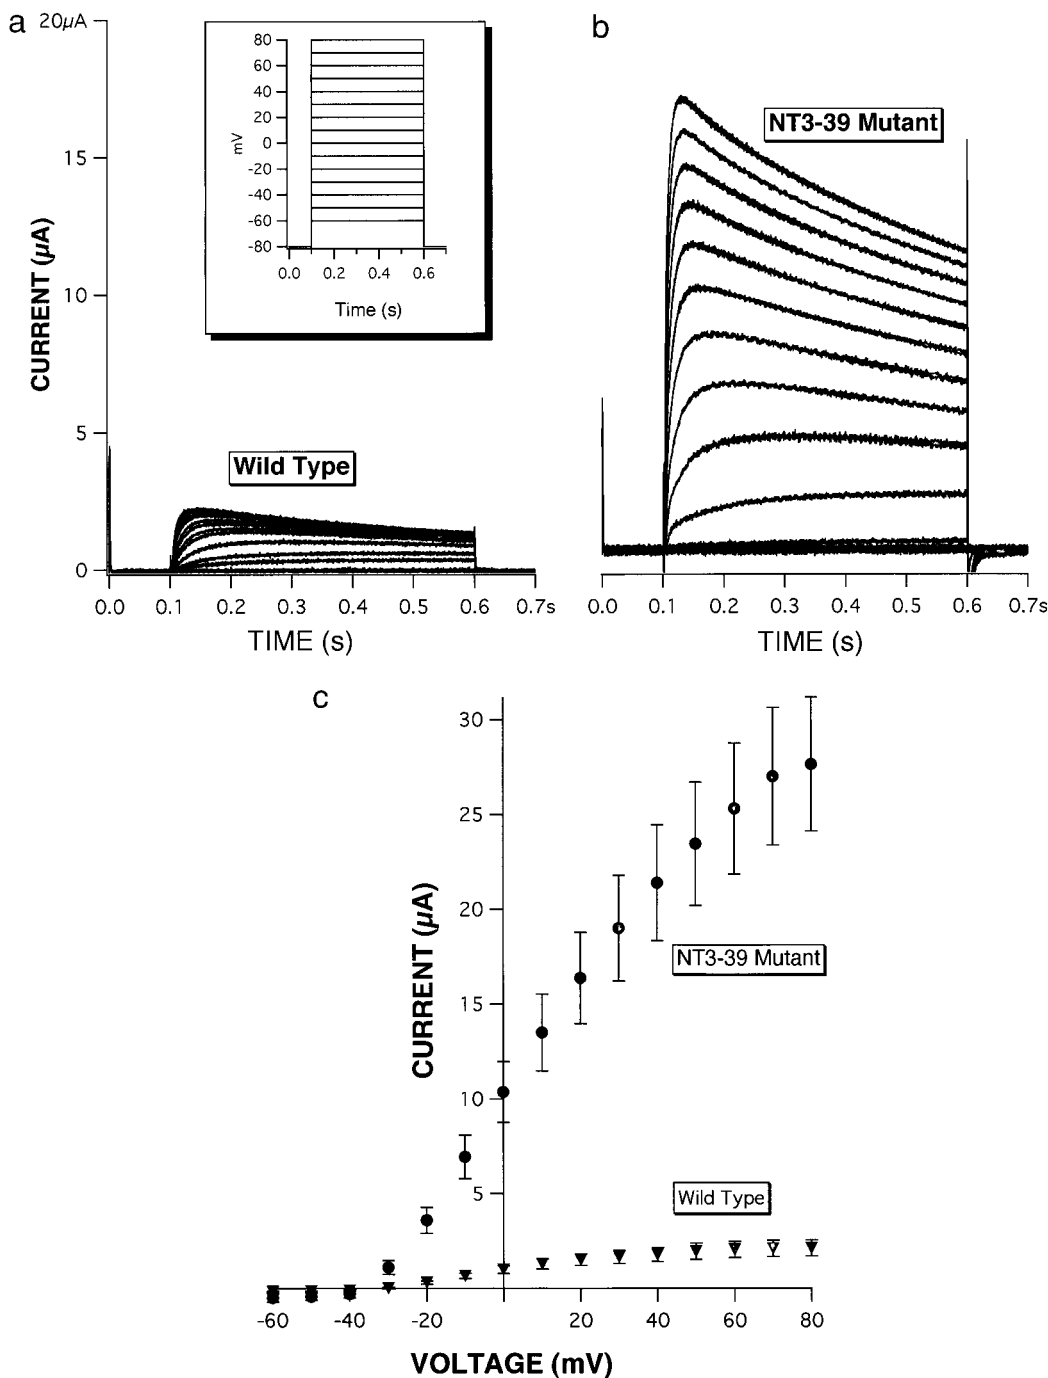 a
20µA
15
10
5
0
CURRENT (µA)
80
60
40
20
0
-20
-40
-60
-80
mV
0.0 0.2 0.4 0.6
Time (s)
Wild Type
0.0 0.1 0.2 0.3 0.4 0.5 0.6 0.7s
TIME (s)
b
NT3-39 Mutant
0.0 0.1 0.2 0.3 0.4 0.5 0.6 0.7s
TIME (s)
c
30
25
20
15
10
5
CURRENT (µA)
NT3-39 Mutant
Wild Type
-60 -40 -20 20 40 60 80
VOLTAGE (mV)